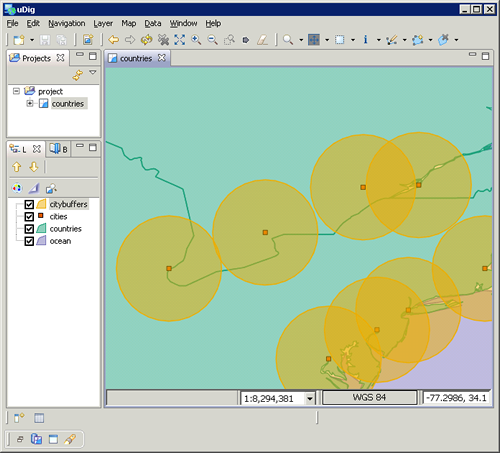 uDig
File Edit Navigation Layer Map Data Window Help
Projects
countries
project
countries
L B
citybuffers
cities
countries
ocean
1:8,294,381
WGS 84
-77.2986, 34.1